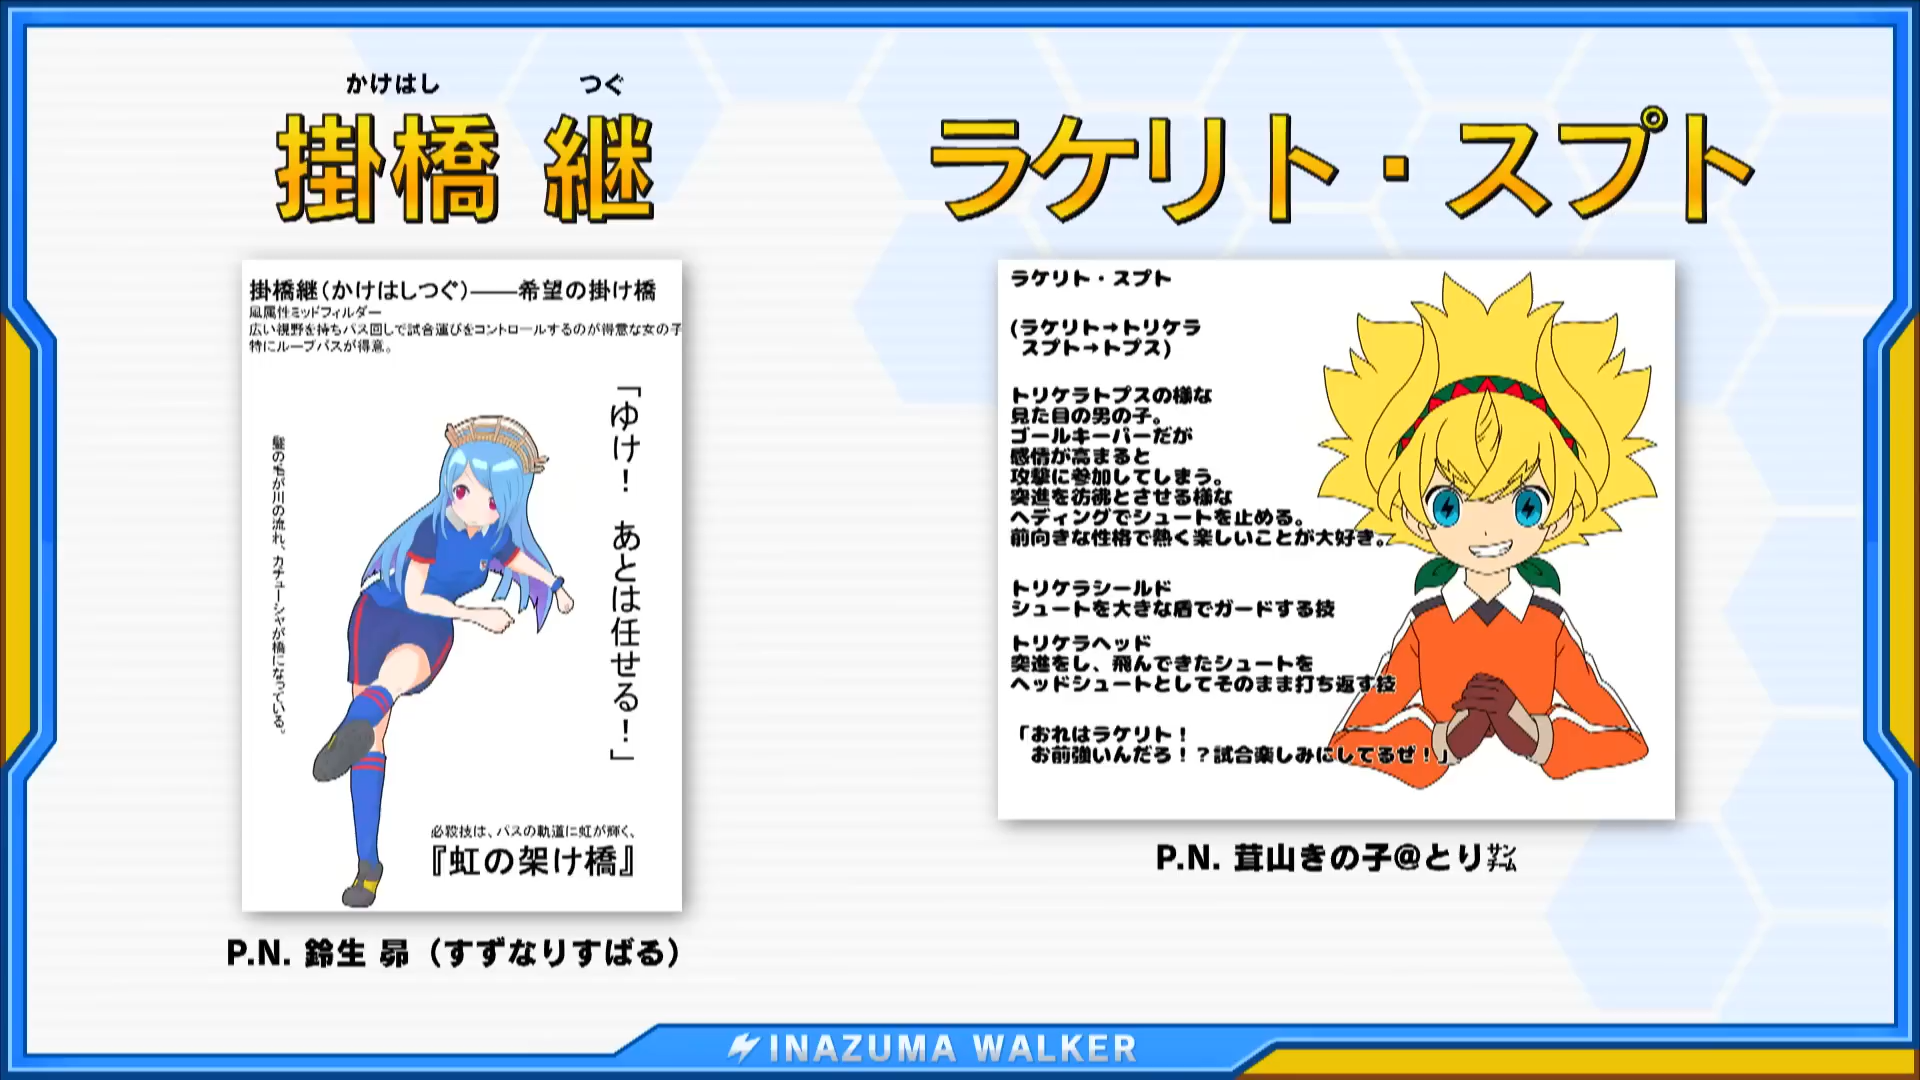 かけはし つぐ
掛橋 継
掛橋継（かけはしつぐ）――希望の掛け橋
風属性ミッドフィルダー
広い視野を持ちパス回しで試合運びをコントロールするのが得意な女の子
特にループパスが得意。
「ゆけ！ あとは任せる！」
髪の毛が川の流れ、カチューシャが橋になっている。
必殺技は、パスの軌道に虹が輝く、
『虹の架け橋』
P.N. 鈴生 昴（すずなりすばる）
ラケリト・スプト
ラケリト・スプト
(ラケリト→トリケラ
スプト→トプス)
トリケラトプスの様な
見た目の男の子。
ゴールキーパーだが
感情が高まると
攻撃に参加してしまう。
突進を彷彿とさせる様な
ヘディングでシュートを止める。
前向きな性格で熱く楽しいことが大好き。
トリケラシールド
シュートを大きな盾でガードする技
トリケラヘッド
突進をし、飛んできたシュートを
ヘッドシュートとしてそのまま打ち返す技
「おれはラケリト！
お前強いんだろ！？試合楽しみにしてるぜ！」
P.N. 茸山きの子@とりサンチーム
INAZUMA WALKER